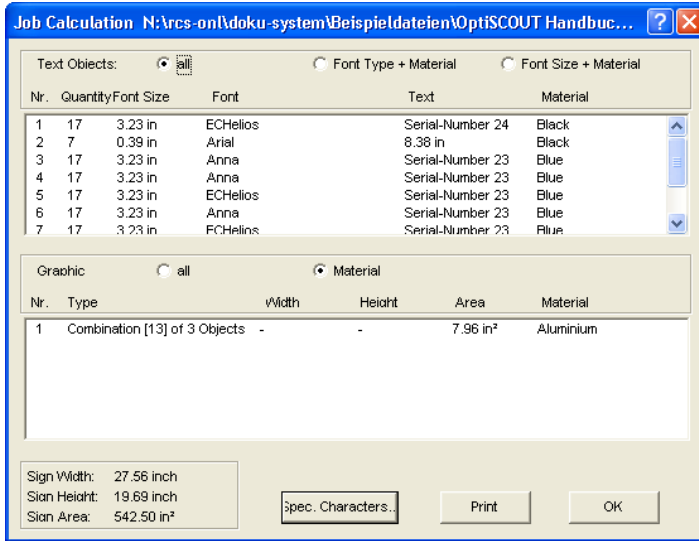 Job Calculation N:\rcs-onl\doku-system\Beispieldateien\OptiSCOUT Handbuc...
Text Objects: all Font Type + Material Font Size + Material
Nr. Quantity Font Size Font Text Material
1 17 3.23 in ECHelios Serial-Number 24 Black
2 7 0.39 in Arial 8.38 in Black
3 17 3.23 in Anna Serial-Number 23 Blue
4 17 3.23 in Anna Serial-Number 23 Blue
5 17 3.23 in ECHelios Serial-Number 23 Blue
6 17 3.23 in Anna Serial-Number 23 Blue
7 17 3.23 in ECHelios Serial-Number 23 Blue
Graphic all Material
Nr. Type Width Height Area Material
1 Combination [13] of 3 Objects - - 7.96 in² Aluminium
Sign Width: 27.56 inch
Sign Height: 19.69 inch
Sign Area: 542.50 in²
Spec. Characters.. Print OK